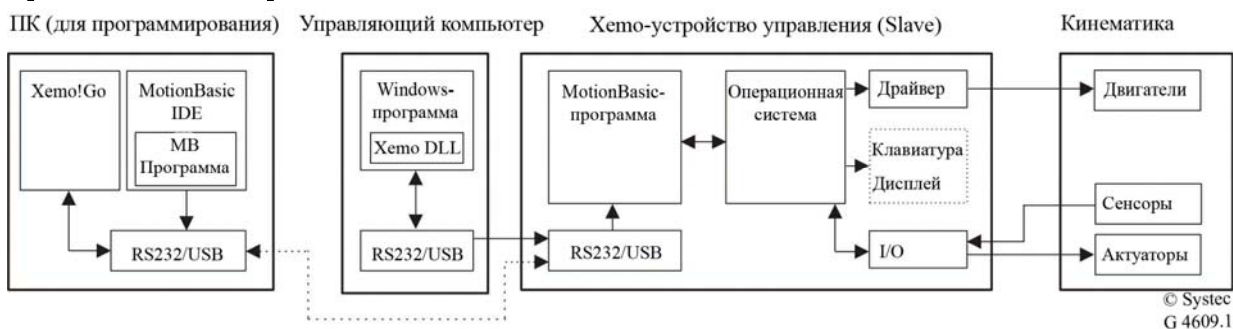 ПК (для программирования)
Управляющий компьютер
Xemo-устройство управления (Slave)
Кинематика
Xemo!Go
MotionBasic
IDE
MB
Программа
RS232/USB
Windows-
программа
Xemo DLL
RS232/USB
MotionBasic-
программа
RS232/USB
Операционная
система
Драйвер
Клавиатура
Дисплей
I/O
Двигатели
Сенсоры
Актуаторы
© Systec
G 4609.1